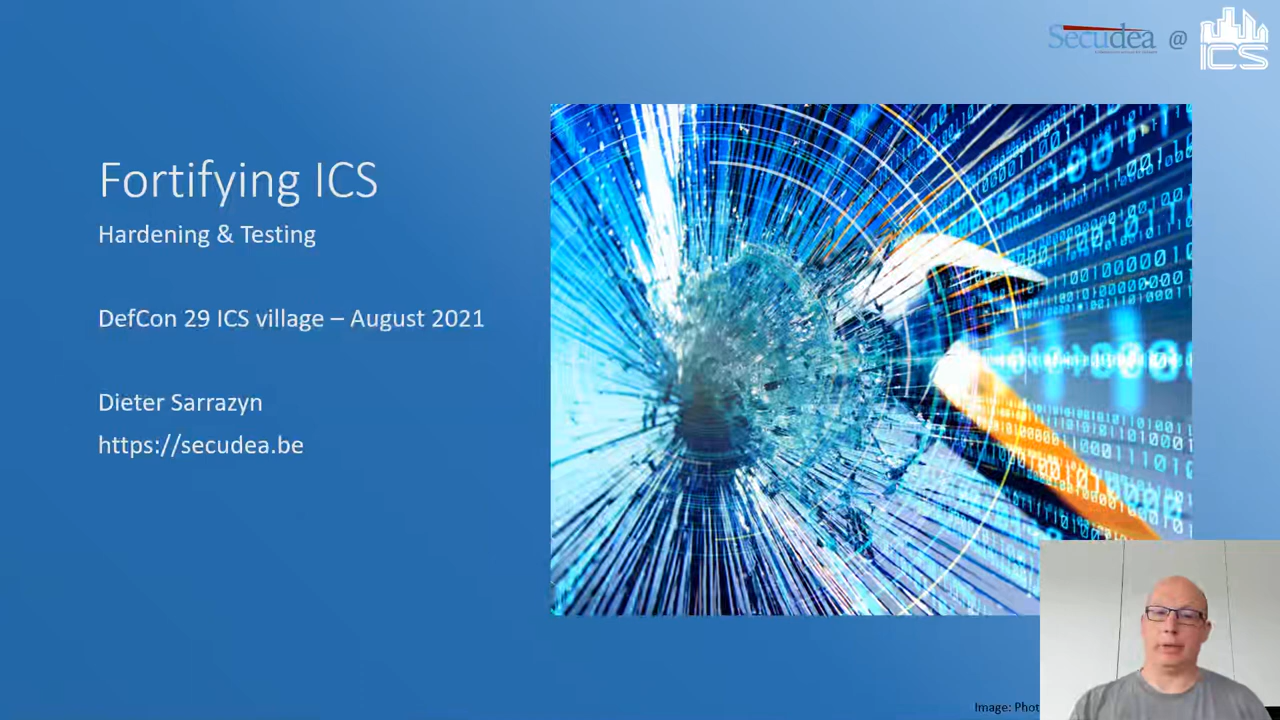 Secudea @
ICS
Fortifying ICS
Hardening & Testing
DefCon 29 ICS village – August 2021
Dieter Sarrazyn
https://secudea.be
Image: Phot